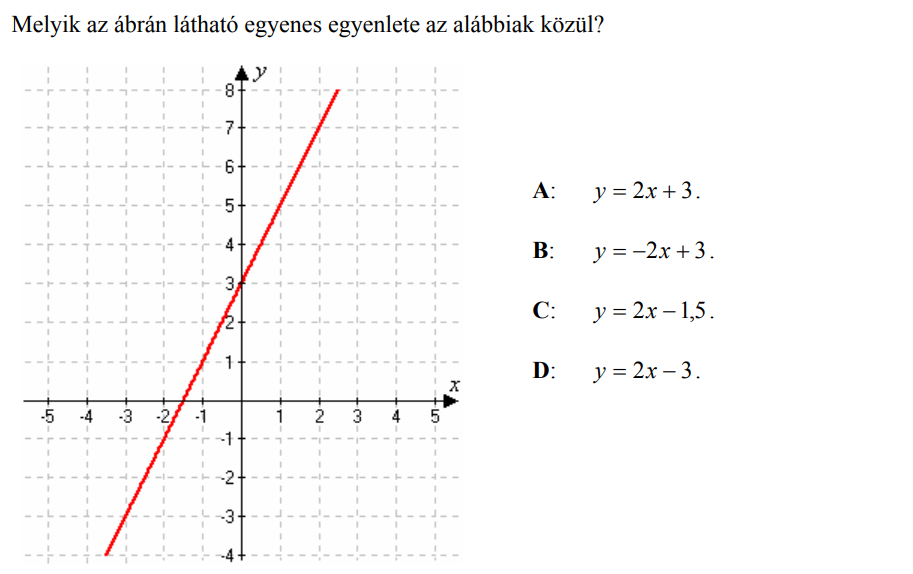 Melyik az ábrán látható egyenes egyenlete az alábbiak közül?
y
8
7
6
5
4
3
2
1
x
-5 -4 -3 -2 -1 1 2 3 4 5
-1
-2
-3
-4
A: y = 2x + 3.
B: y = −2x + 3.
C: y = 2x − 1,5.
D: y = 2x − 3.